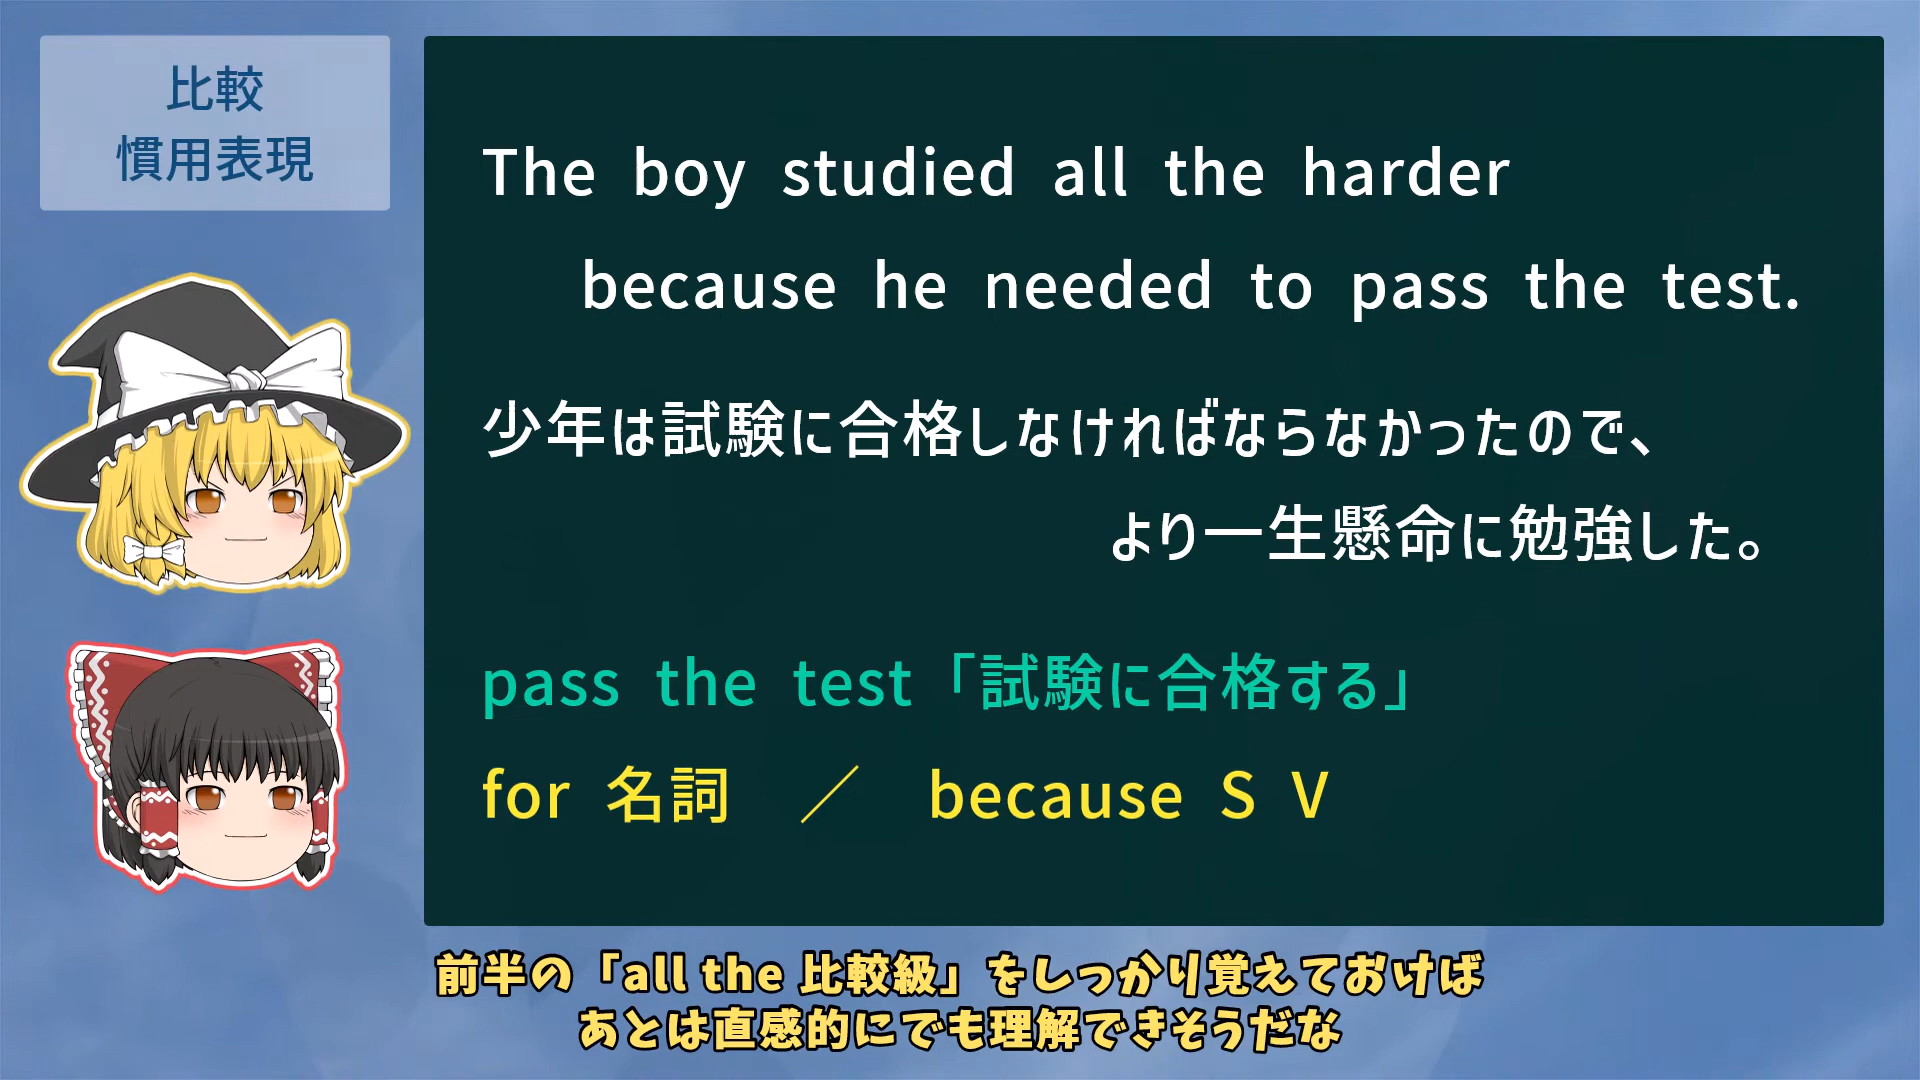 比較
慣用表現
The boy studied all the harder
because he needed to pass the test.
少年は試験に合格しなければならなかったので、
より一生懸命に勉強した。
pass the test「試験に合格する」
for 名詞 ／ because S V
前半の「all the 比較級」をしっかり覚えておけば
あとは直感的にでも理解できそうだな